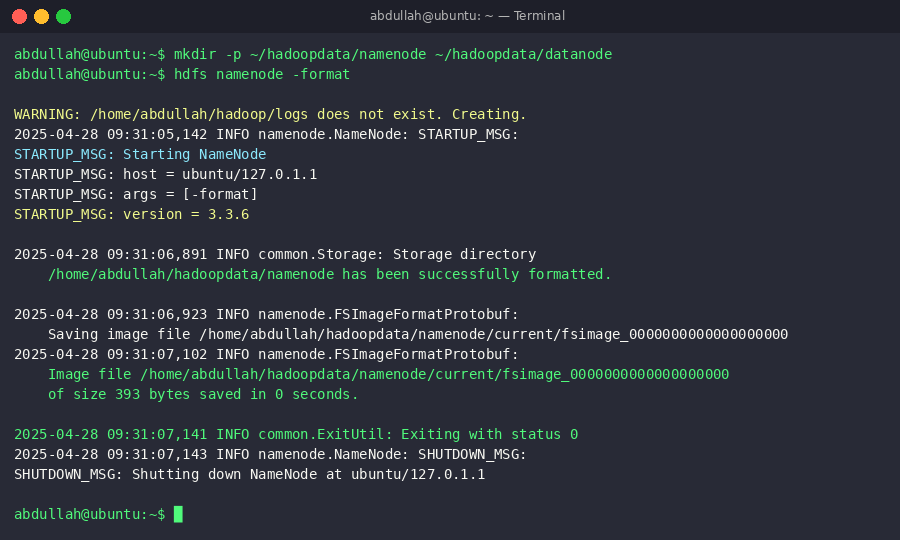 abdullah@ubuntu: ~ — Terminal
abdullah@ubuntu:~$ mkdir -p ~/hadoopdata/namenode ~/hadoopdata/datanode
abdullah@ubuntu:~$ hdfs namenode -format
WARNING: /home/abdullah/hadoop/logs does not exist. Creating.
2025-04-28 09:31:05,142 INFO namenode.NameNode: STARTUP_MSG:
STARTUP_MSG: Starting NameNode
STARTUP_MSG: host = ubuntu/127.0.1.1
STARTUP_MSG: args = [-format]
STARTUP_MSG: version = 3.3.6
2025-04-28 09:31:06,891 INFO common.Storage: Storage directory
/home/abdullah/hadoopdata/namenode has been successfully formatted.
2025-04-28 09:31:06,923 INFO namenode.FSImageFormatProtobuf:
Saving image file /home/abdullah/hadoopdata/namenode/current/fsimage_0000000000000000000
2025-04-28 09:31:07,102 INFO namenode.FSImageFormatProtobuf:
Image file /home/abdullah/hadoopdata/namenode/current/fsimage_0000000000000000000
of size 393 bytes saved in 0 seconds.
2025-04-28 09:31:07,141 INFO common.ExitUtil: Exiting with status 0
2025-04-28 09:31:07,143 INFO namenode.NameNode: SHUTDOWN_MSG:
SHUTDOWN_MSG: Shutting down NameNode at ubuntu/127.0.1.1
abdullah@ubuntu:~$